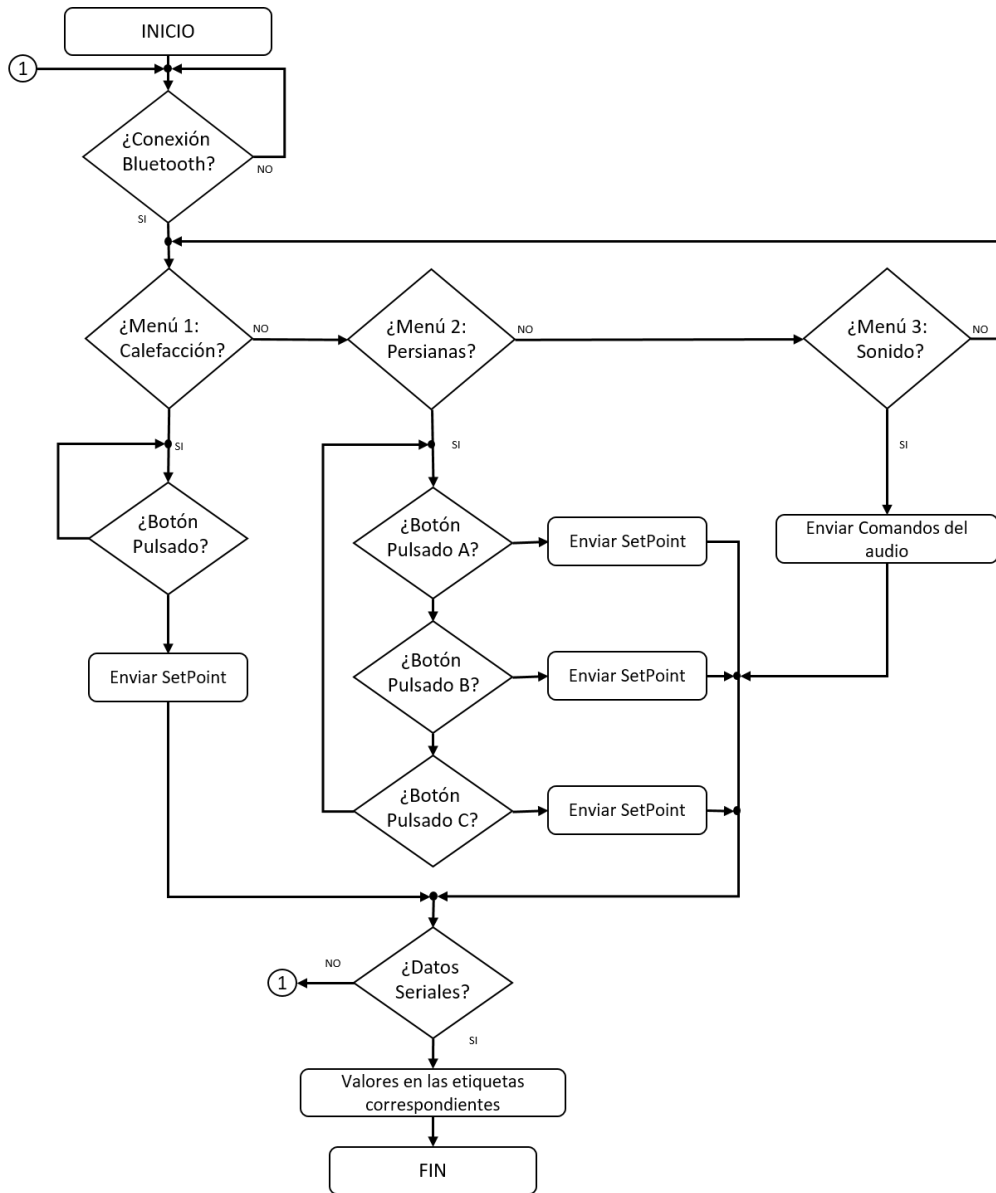 INICIO
1
¿Conexión
Bluetooth?
NO
SI
¿Menú 1:
Calefacción?
NO
¿Menú 2:
Persianas?
NO
¿Menú 3:
Sonido?
NO
SI
SI
SI
¿Botón
Pulsado?
¿Botón
Pulsado A?
Enviar SetPoint
Enviar Comandos del
audio
Enviar SetPoint
¿Botón
Pulsado B?
Enviar SetPoint
¿Botón
Pulsado C?
Enviar SetPoint
¿Datos
Seriales?
NO
1
SI
Valores en las etiquetas
correspondientes
FIN